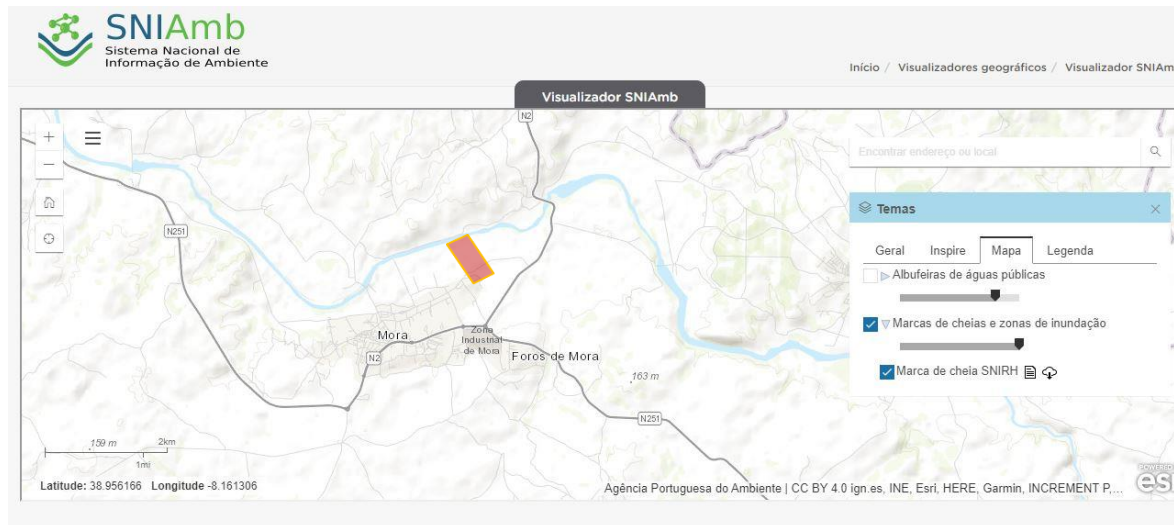 SNIAmb
Sistema Nacional de
Informação de Ambiente
Início / Visualizadores geográficos / Visualizador SNIAm
Visualizador SNIAmb
N2
Encontrar endereço ou local
Temas
N251
Geral Inspire Mapa Legenda
Albufeiras de águas públicas
Marcas de cheias e zonas de inundação
Mora
Zona
Industrial
de Mora
N2
Foros de Mora
Marca de cheia SNIRH
163 m
N251
159 m
2km
1mi
Latitude: 38.956166 Longitude -8.161306
Agência Portuguesa do Ambiente | CC BY 4.0 ign.es, INE, Esri, HERE, Garmin, INCREMENT P,...
POWERED
esr